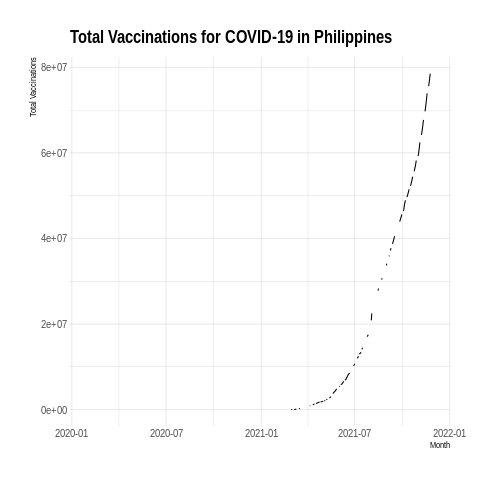 Total Vaccinations for COVID-19 in Philippines
Total Vaccinations
8e+07
6e+07
4e+07
2e+07
0e+00
2020-01 2020-07 2021-01 2021-07 2022-01
Month